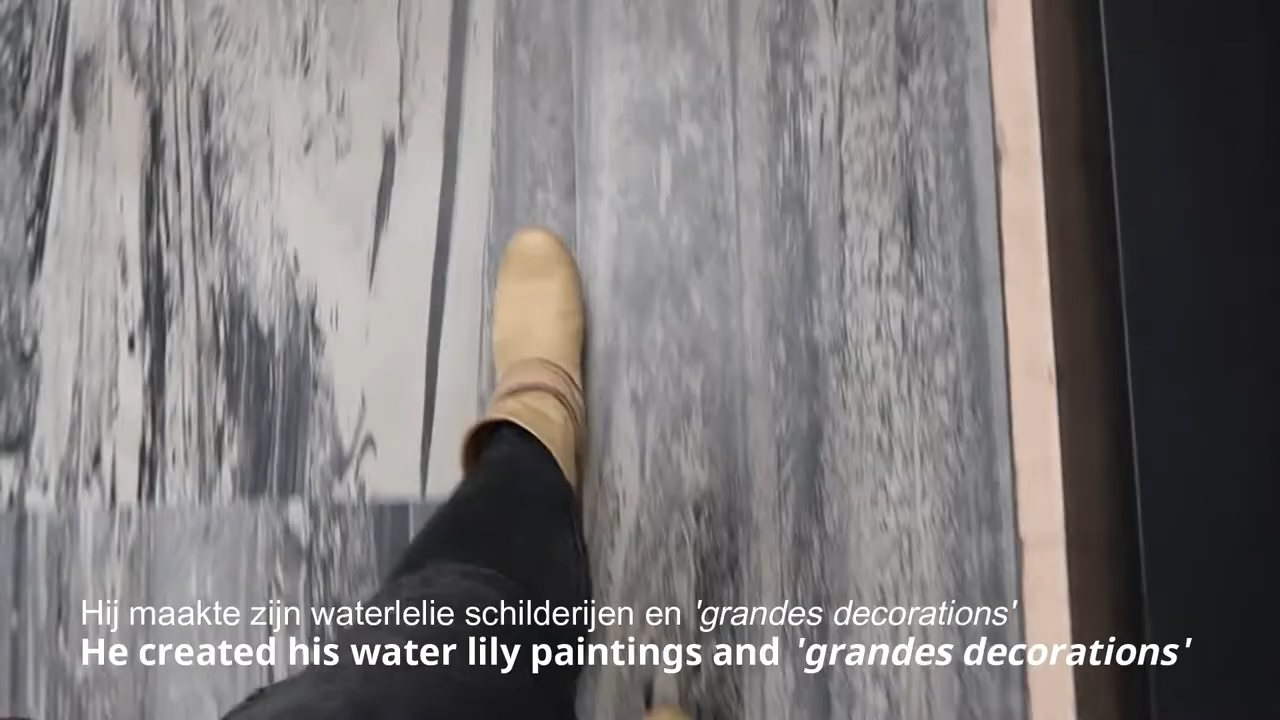 Hij maakte zijn waterlelie schilderijen en 'grandes decorations'
He created his water lily paintings and 'grandes decorations'